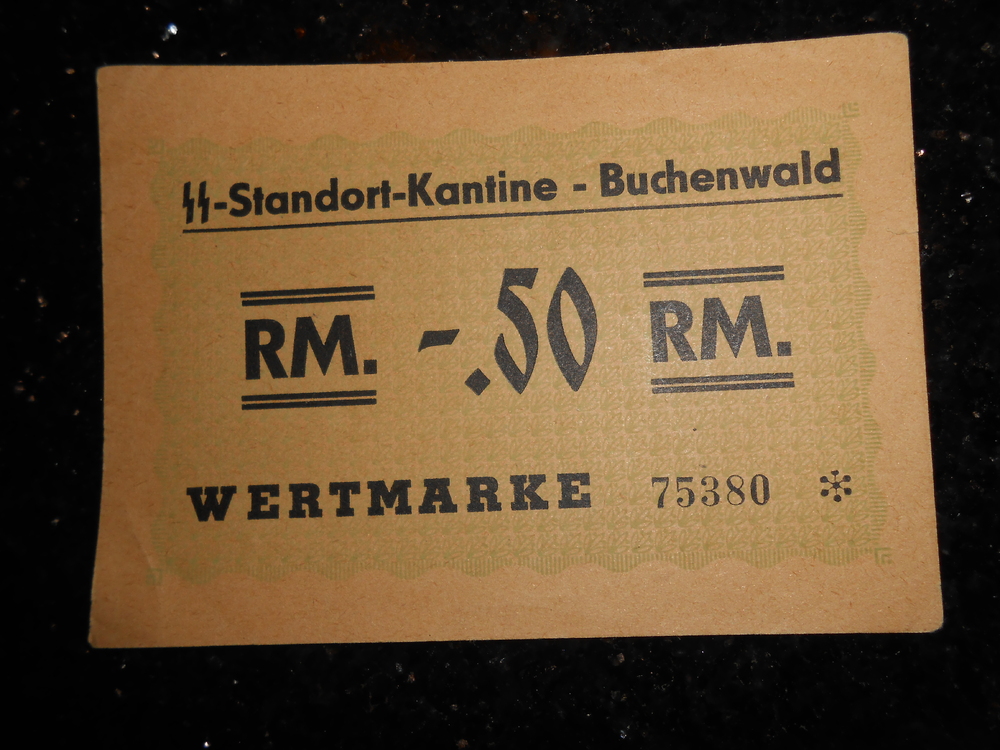 ᛋᛋ-Standort-Kantine - Buchenwald
RM. -.50 RM.
WERTMARKE 75380 *